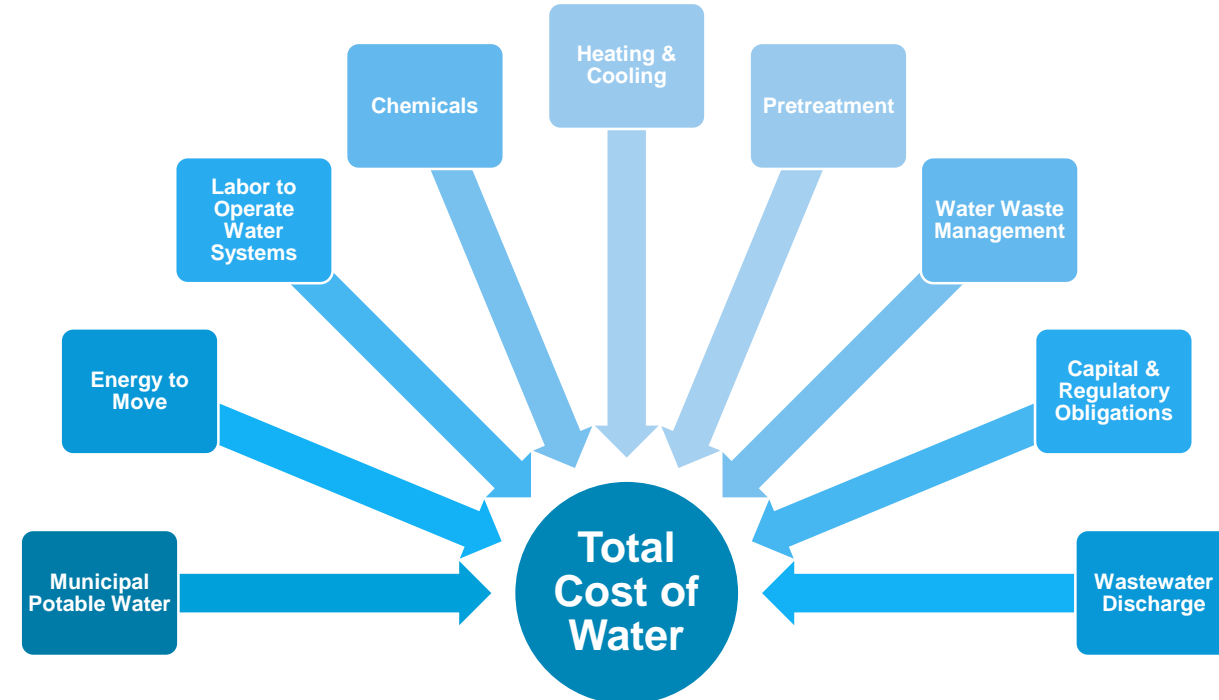 Heating &
Cooling
Chemicals
Pretreatment
Labor to
Operate
Water
Systems
Water Waste
Management
Energy to
Move
Capital &
Regulatory
Obligations
Municipal
Potable Water
Total
Cost of
Water
Wastewater
Discharge